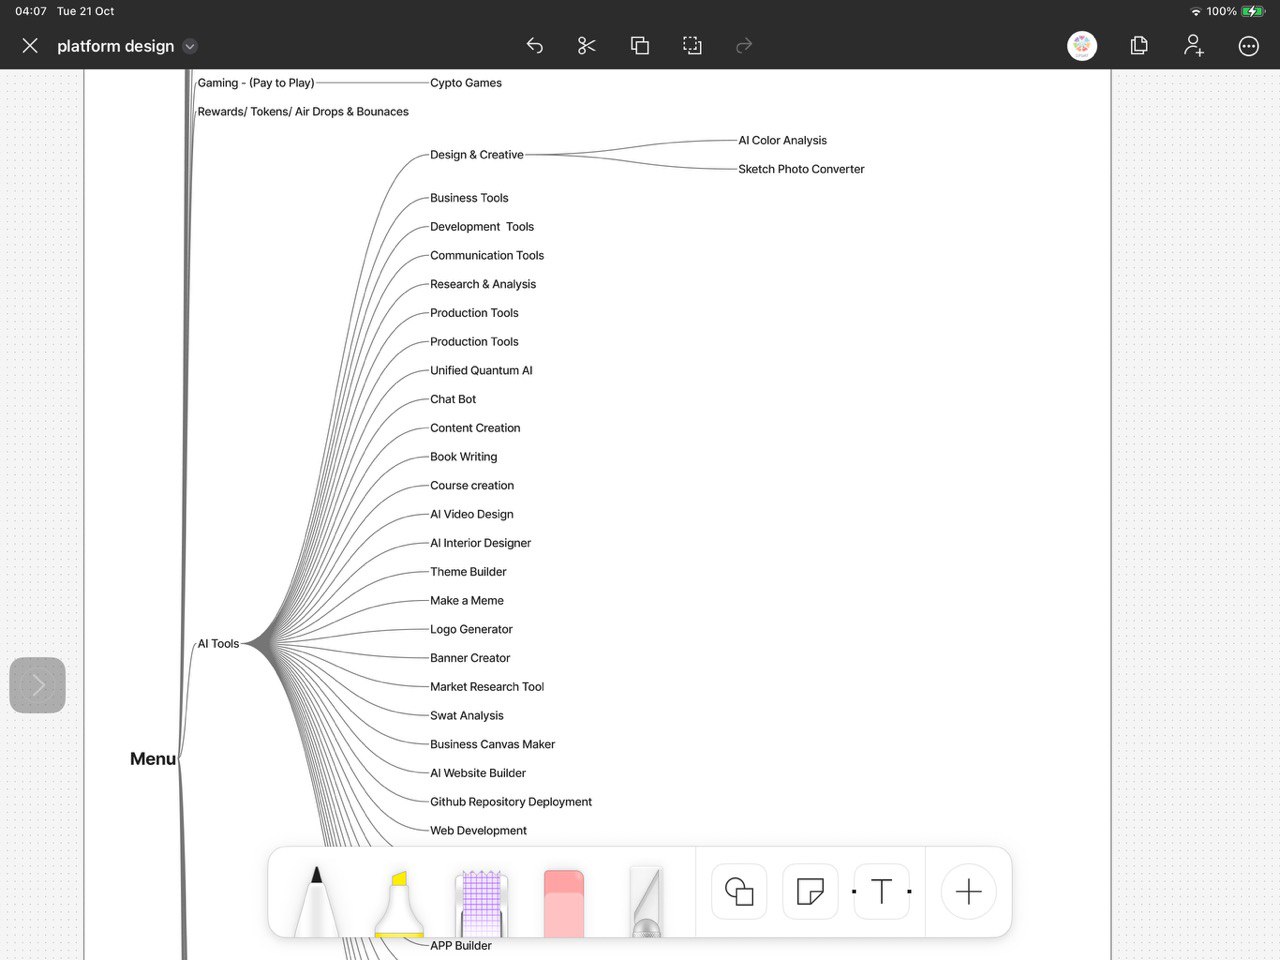 04:07 Tue 21 Oct
100%
platform design
Gaming - (Pay to Play)
Cypto Games
Rewards/ Tokens/ Air Drops & Bounaces
AI Color Analysis
Design & Creative
Sketch Photo Converter
Business Tools
Development  Tools
Communication Tools
Research & Analysis
Production Tools
Production Tools
Unified Quantum AI
Chat Bot
Content Creation
Book Writing
Course creation
AI Video Design
AI Interior Designer
Theme Builder
Make a Meme
Logo Generator
AI Tools
Banner Creator
Market Research Tool
Swat Analysis
Business Canvas Maker
Menu
AI Website Builder
Github Repository Deployment
Web Development
T
APP Builder